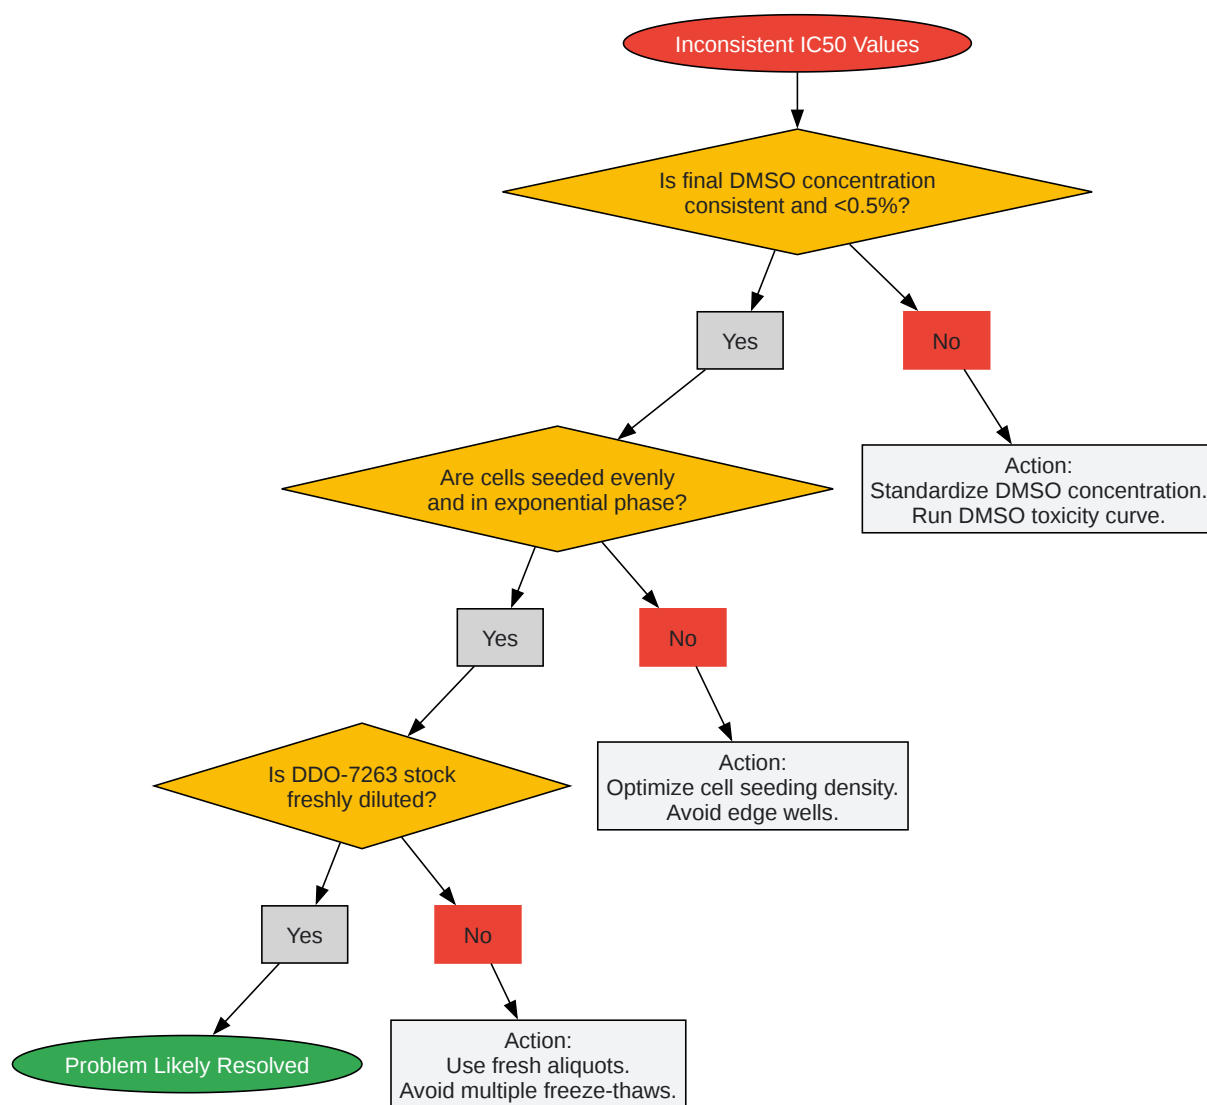 Inconsistent IC50 Values
Is final DMSO concentration
consistent and <0.5%?
Yes
No
Are cells seeded evenly
and in exponential phase?
Action:
Standardize DMSO concentration.
Run DMSO toxicity curve.
Yes
No
Is DDO-7263 stock
freshly diluted?
Action:
Optimize cell seeding density.
Avoid edge wells.
Yes
No
Problem Likely Resolved
Action:
Use fresh aliquots.
Avoid multiple freeze-thaws.